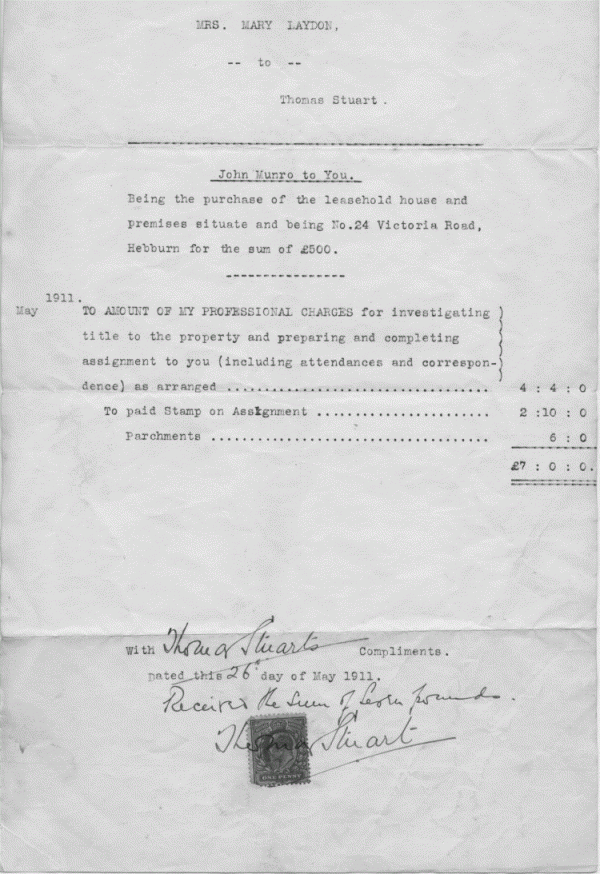 MRS. MARY LAYDON,
-- to --
Thomas Stuart.
John Munro to You.
Being the purchase of the leasehold house and
premises situate and being No.24 Victoria Road,
Hebburn for the sum of £500.
1911.
May TO AMOUNT OF MY PROFESSIONAL CHARGES for investigating
title to the property and preparing and completing
assignment to you (including attendances and correspon-
dence) as arranged .................................. 4 : 4 : 0
To paid Stamp on Assignment ...................... 2 :10 : 0
Parchments .................................... 6 : 0
£7 : 0 : 0.
With Thomas Stuarts Compliments.
Dated this 26 day of May 1911.
Received the sum of Seven pounds.
Thomas Stuart
ONE PENNY